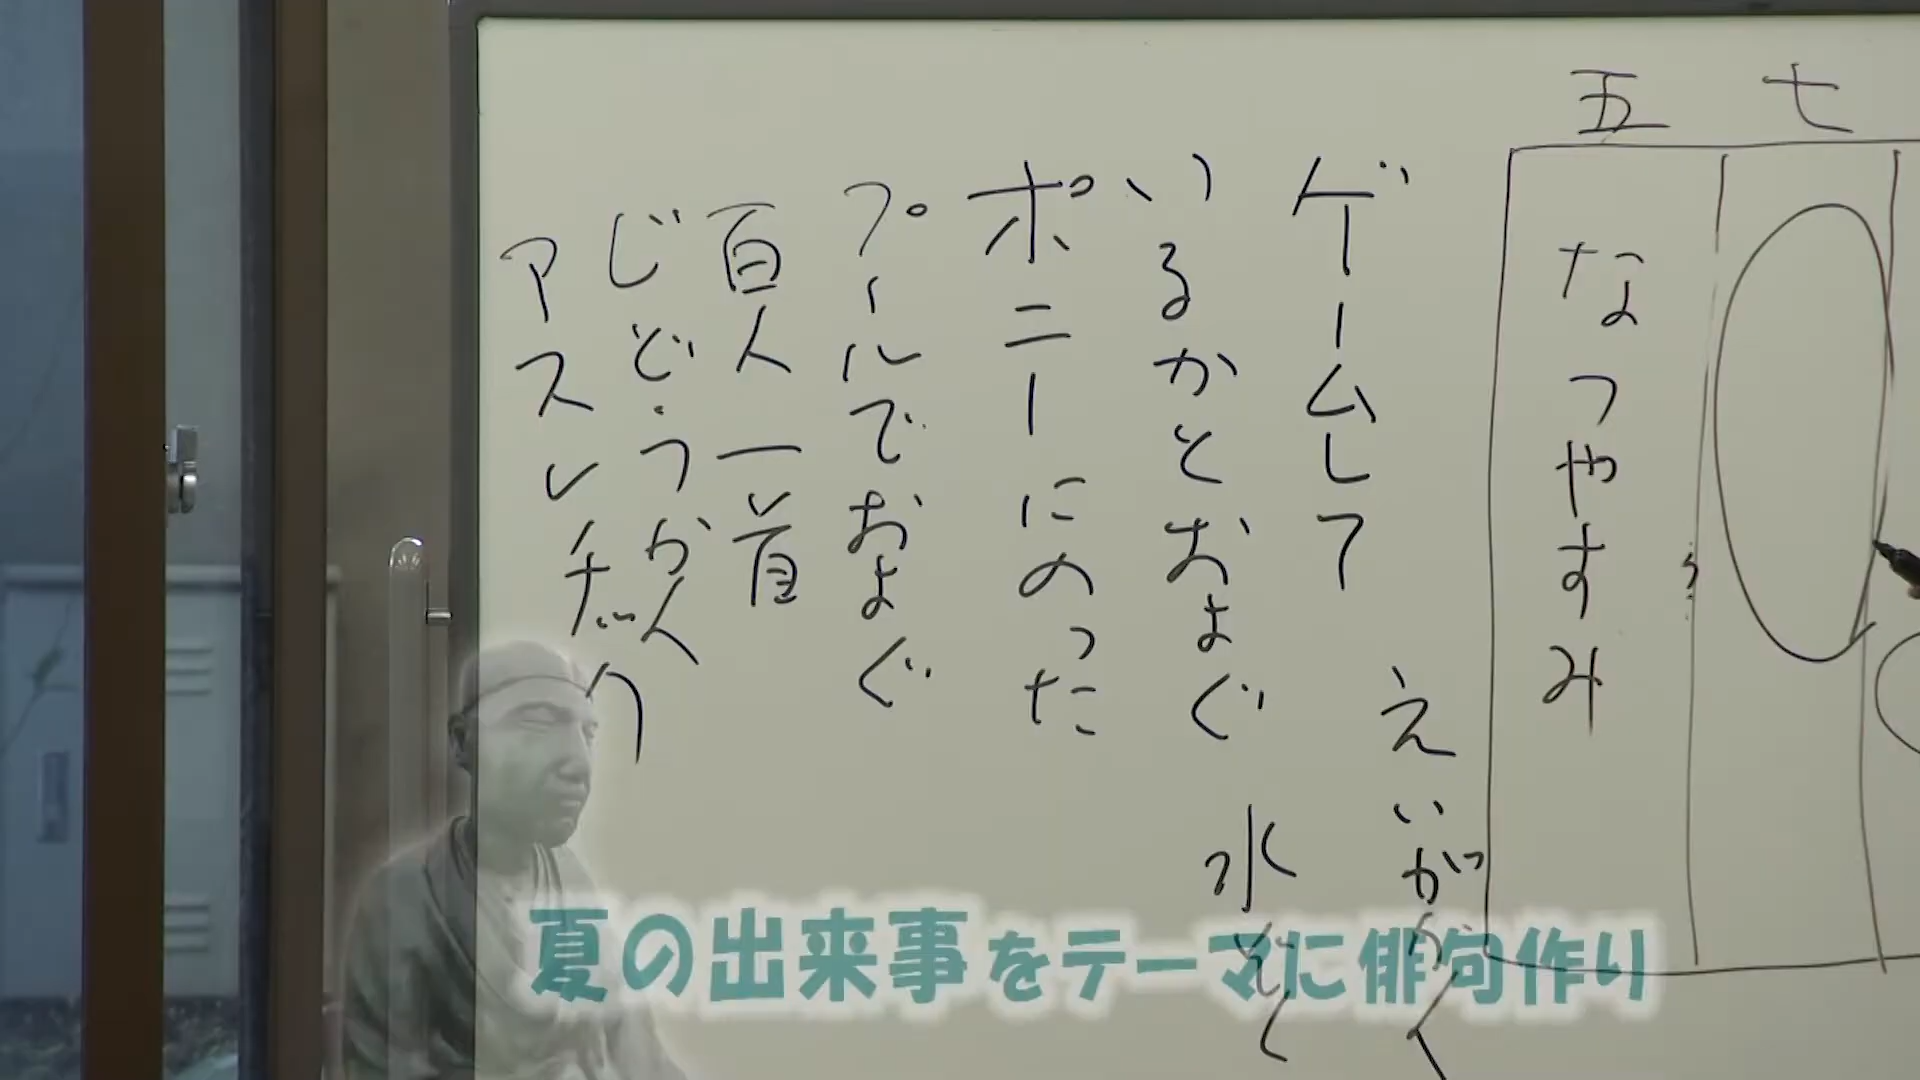 七
五
なつやすみ
ゲームして
えいが
いるかとおよぐ
水
ポニーにのった
プールでおよぐ
百人一首
じどうかん
アスレチック
夏の出来事をテーマに俳句作り